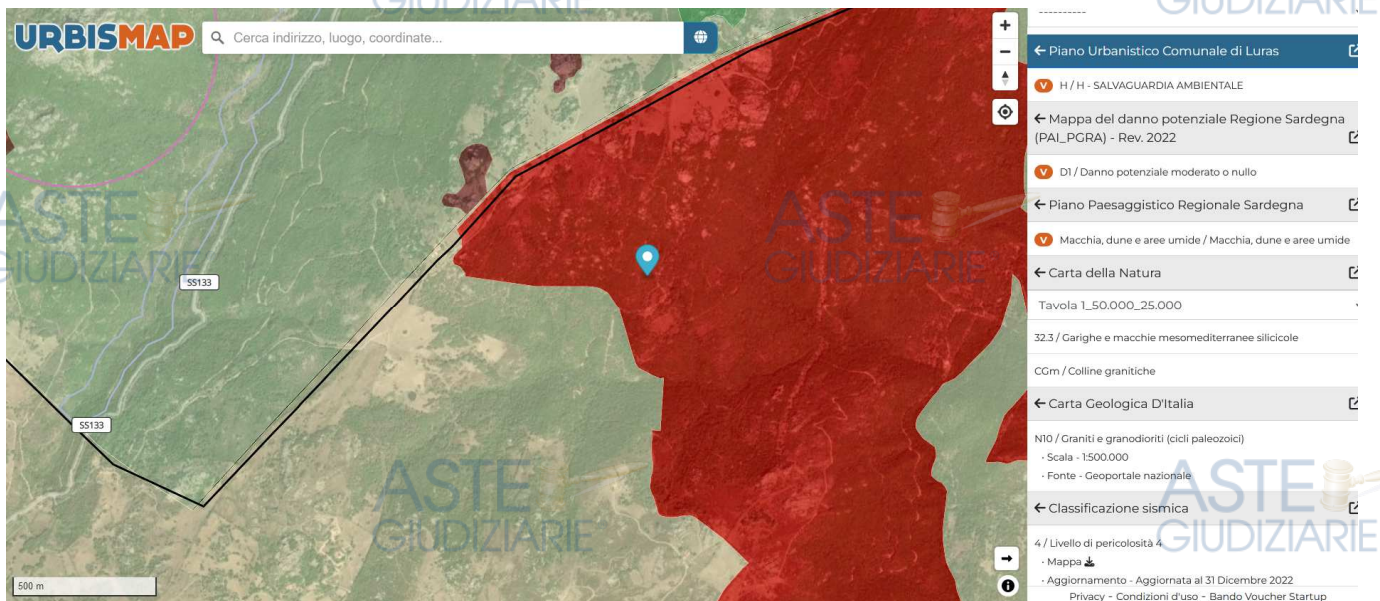 GIUDIZIARIE
GIUDIZIARIE
URBISMAP
Cerca indirizzo, luogo, coordinate...
+
−
SS133
SS133
500 m
ASTE
GIUDIZIARIE
ASTE
GIUDIZIARIE
ASTE
GIUDIZIARIE
----------
← Piano Urbanistico Comunale di Luras
V H / H - SALVAGUARDIA AMBIENTALE
← Mappa del danno potenziale Regione Sardegna
(PAI_PGRA) - Rev. 2022
V D1 / Danno potenziale moderato o nullo
← Piano Paesaggistico Regionale Sardegna
V Macchia, dune e aree umide / Macchia, dune e aree umide
← Carta della Natura
Tavola 1_50.000_25.000
32.3 / Garighe e macchie mesomediterranee silicicole
CGm / Colline granitiche
← Carta Geologica D'Italia
N10 / Graniti e granodioriti (cicli paleozoici)
· Scala - 1:500.000
· Fonte - Geoportale nazionale
← Classificazione sismica
4 / Livello di pericolosità 4
· Mappa
· Aggiornamento - Aggiornata al 31 Dicembre 2022
Privacy - Condizioni d'uso - Bando Voucher Startup
ASTE
GIUDIZIARIE